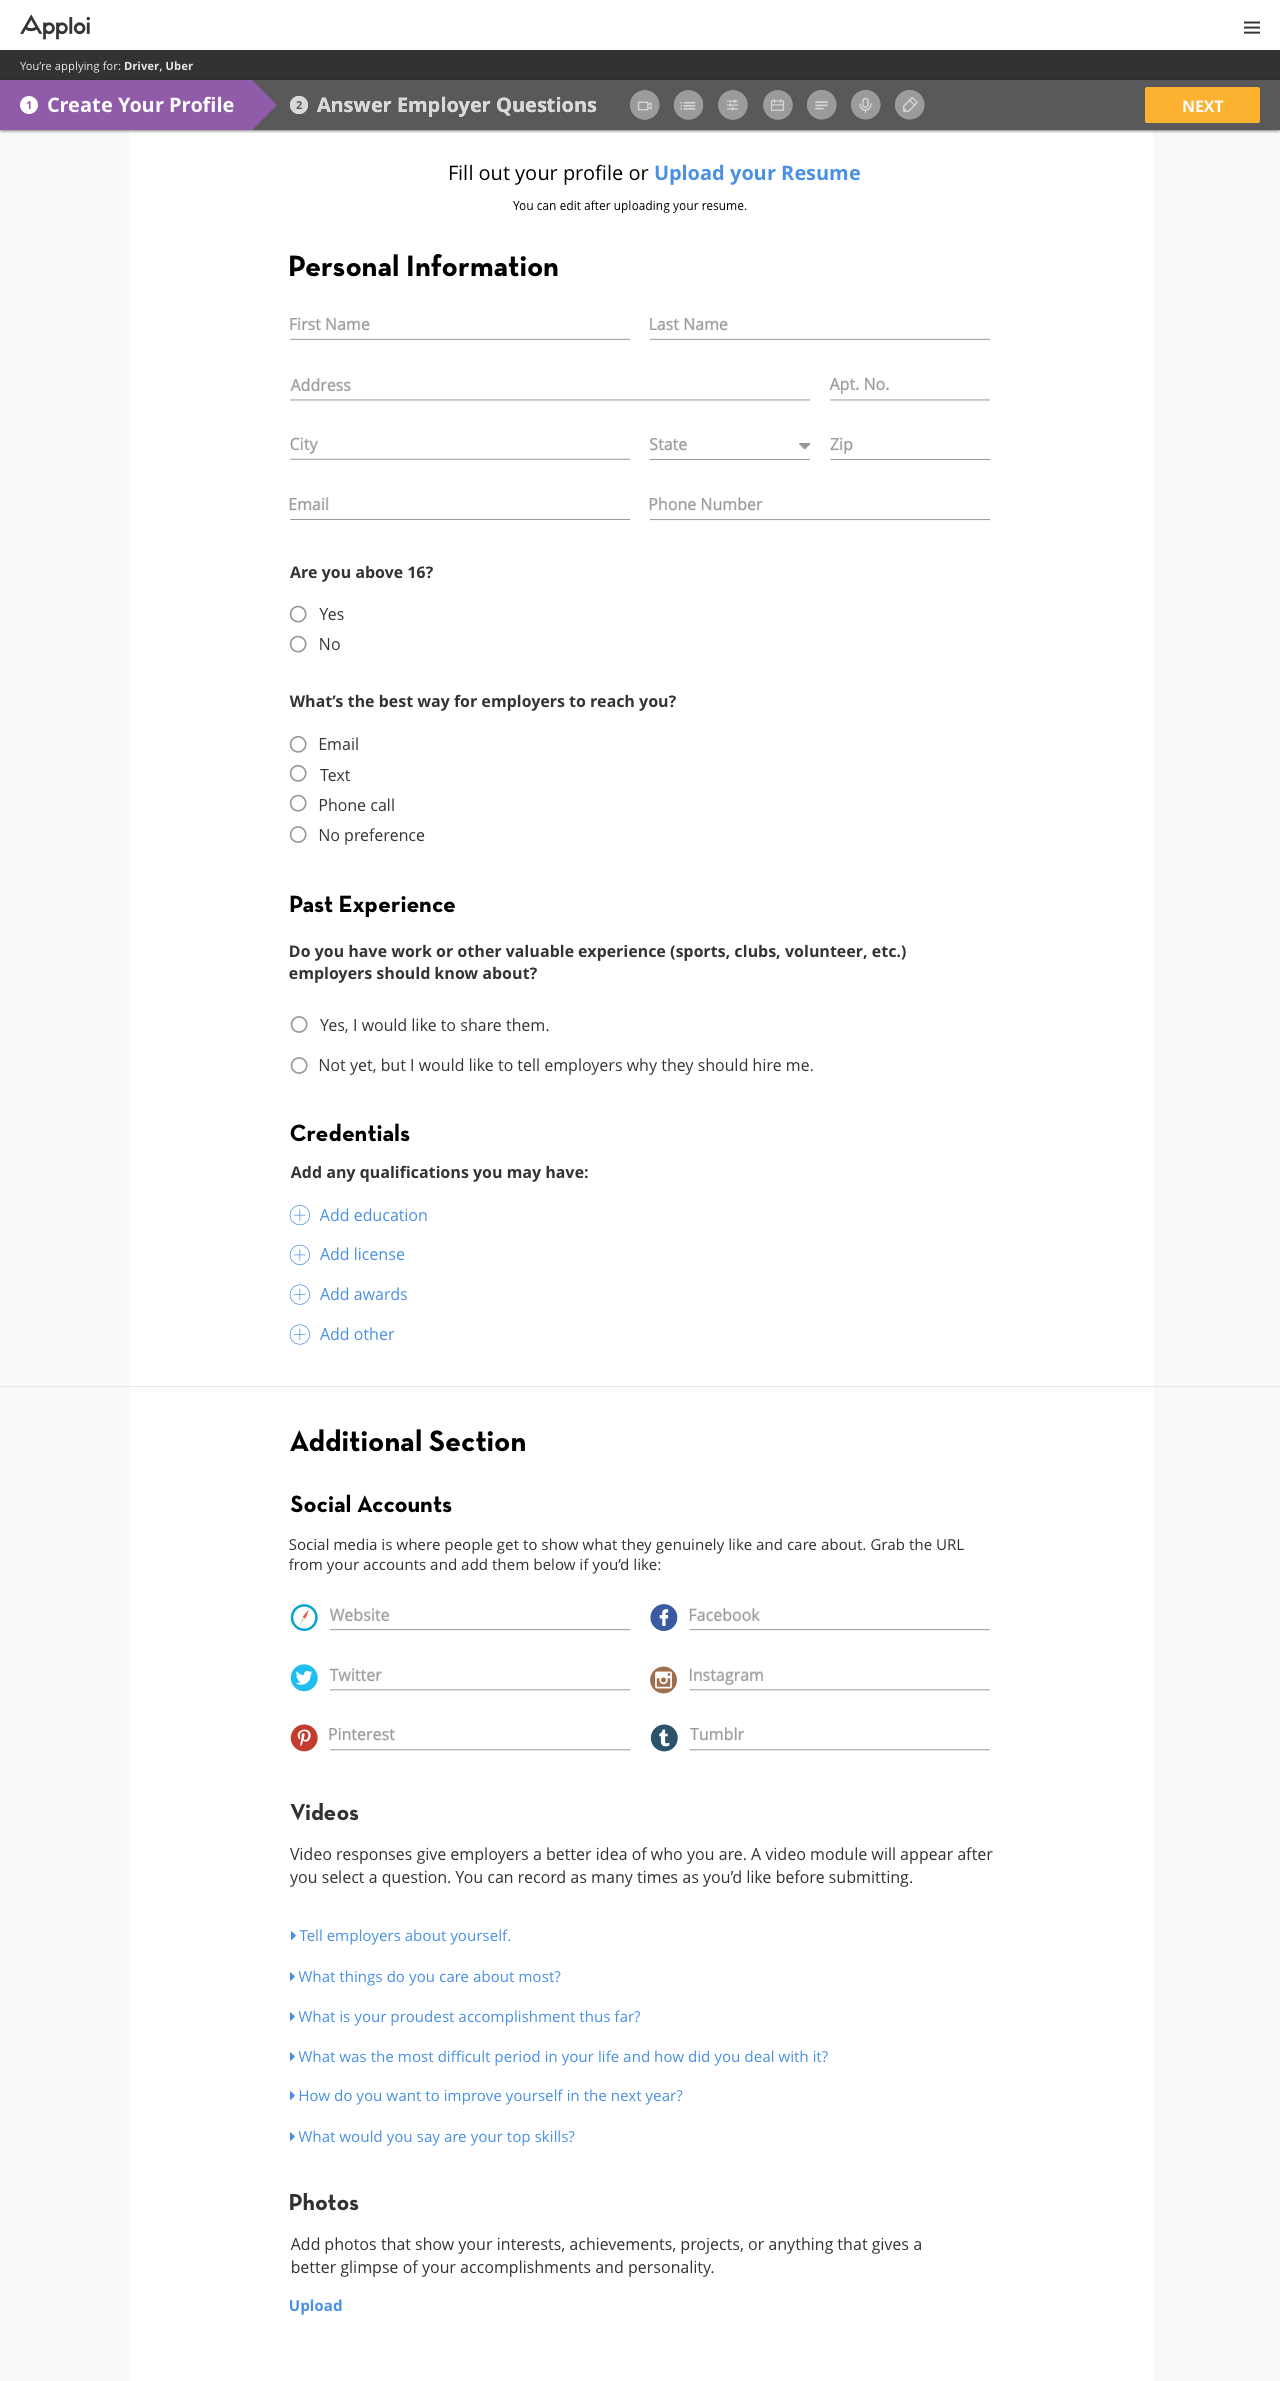 Apploi
You're applying for: Driver, Uber
1 Create Your Profile 2 Answer Employer Questions NEXT
Fill out your profile or Upload your Resume
You can edit after uploading your resume.
Personal Information
First Name Last Name
Address Apt. No.
City State Zip
Email Phone Number
Are you above 16?
Yes
No
What’s the best way for employers to reach you?
Email
Text
Phone call
No preference
Past Experience
Do you have work or other valuable experience (sports, clubs, volunteer, etc.)
employers should know about?
Yes, I would like to share them.
Not yet, but I would like to tell employers why they should hire me.
Credentials
Add any qualifications you may have:
Add education
Add license
Add awards
Add other
Additional Section
Social Accounts
Social media is where people get to show what they genuinely like and care about. Grab the URL
from your accounts and add them below if you’d like:
Website Facebook
Twitter Instagram
Pinterest Tumblr
Videos
Video responses give employers a better idea of who you are. A video module will appear after
you select a question. You can record as many times as you’d like before submitting.
Tell employers about yourself.
What things do you care about most?
What is your proudest accomplishment thus far?
What was the most difficult period in your life and how did you deal with it?
How do you want to improve yourself in the next year?
What would you say are your top skills?
Photos
Add photos that show your interests, achievements, projects, or anything that gives a
better glimpse of your accomplishments and personality.
Upload